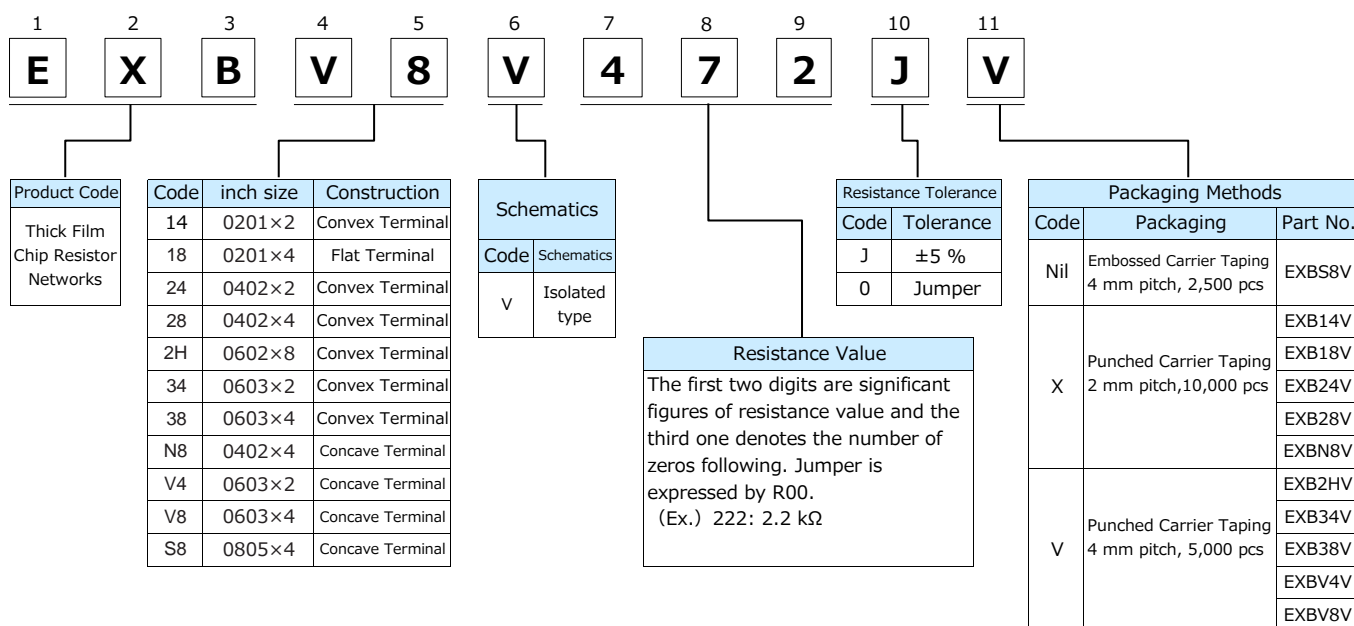 1 2 3 4 5 6 7 8 9 10 11
E X B V 8 V 4 7 2 J V
Product Code
Thick Film
Chip Resistor
Networks
Code inch size Construction
14 0201×2 Convex Terminal
18 0201×4 Flat Terminal
24 0402×2 Convex Terminal
28 0402×4 Convex Terminal
2H 0602×8 Convex Terminal
34 0603×2 Convex Terminal
38 0603×4 Convex Terminal
N8 0402×4 Concave Terminal
V4 0603×2 Concave Terminal
V8 0603×4 Concave Terminal
S8 0805×4 Concave Terminal
Schematics
Code Schematics
V Isolated
type
Resistance Value
The first two digits are significant
figures of resistance value and the
third one denotes the number of
zeros following. Jumper is
expressed by R00.
(Ex.) 222: 2.2 kΩ
Resistance Tolerance
Code Tolerance
J ±5 %
0 Jumper
Packaging Methods
Code Packaging Part No.
Nil Embossed Carrier Taping
4 mm pitch, 2,500 pcs EXBS8V
X Punched Carrier Taping
2 mm pitch,10,000 pcs
EXB14V
EXB18V
EXB24V
EXB28V
EXBN8V
V Punched Carrier Taping
4 mm pitch, 5,000 pcs
EXB2HV
EXB34V
EXB38V
EXBV4V
EXBV8V